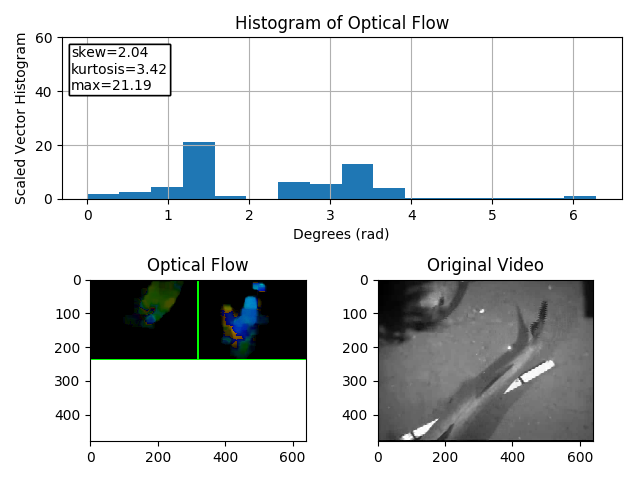 Histogram of Optical Flow
60
skew=2.04
kurtosis=3.42
max=21.19
40
20
0
Scaled Vector Histogram
0 1 2 3 4 5 6
Degrees (rad)
Optical Flow
0
100
200
300
400
0 200 400 600
Original Video
0
100
200
300
400
0 200 400 600